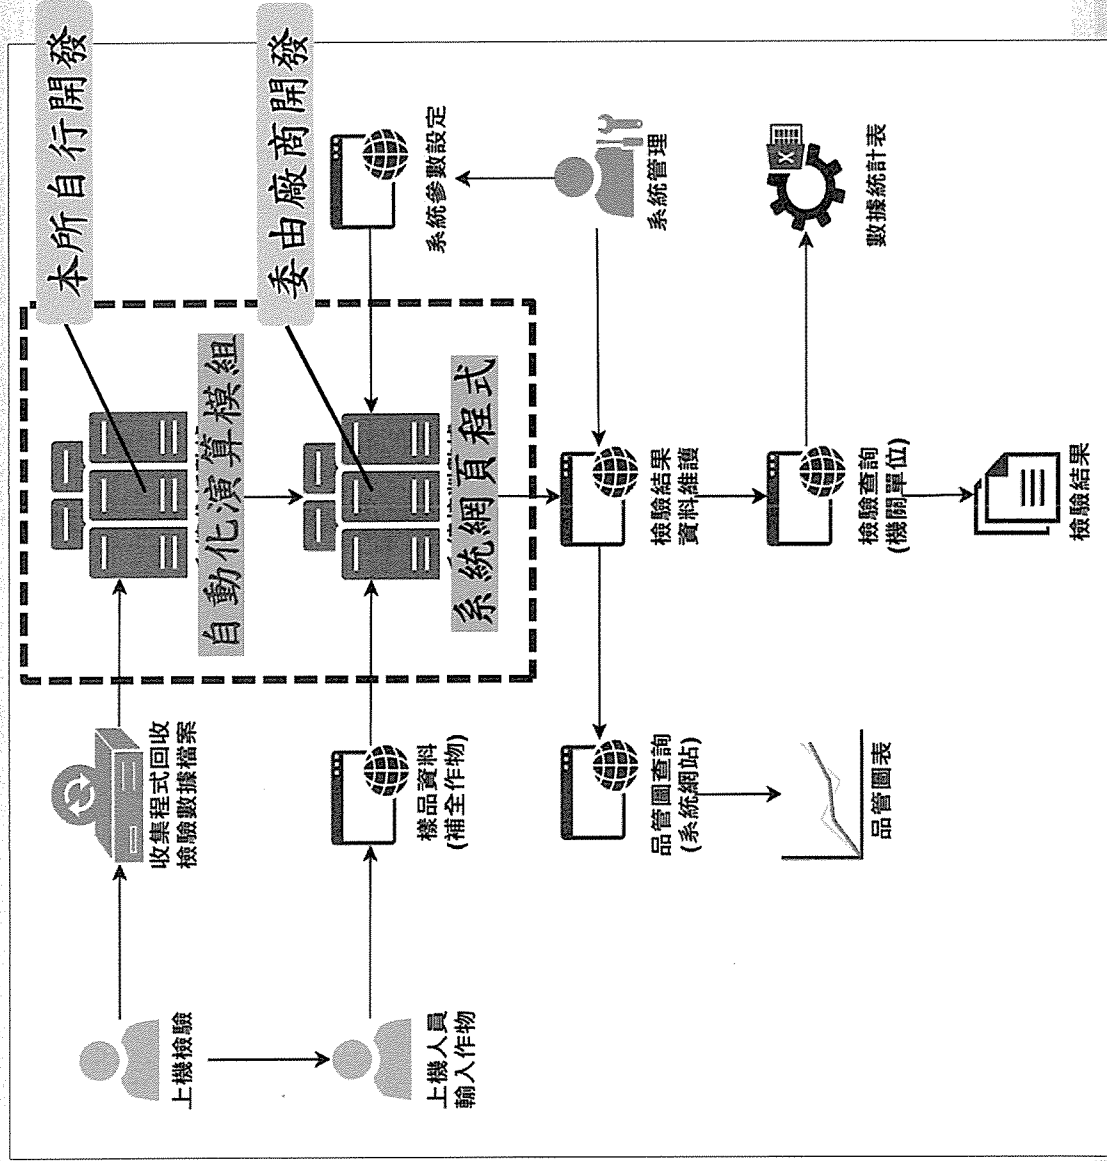 本所自行開發
委由廠商開發
自動化演算模組
系統網頁程式
上機檢驗
收集程式回收
檢驗數據檔案
上機人員
輸入作物
樣品資料
(補全作物)
系統參數設定
品管圖查詢
(系統網站)
檢驗結果
資料維護
系統管理
品管圖表
檢驗查詢
(機關單位)
數據統計表
X
檢驗結果